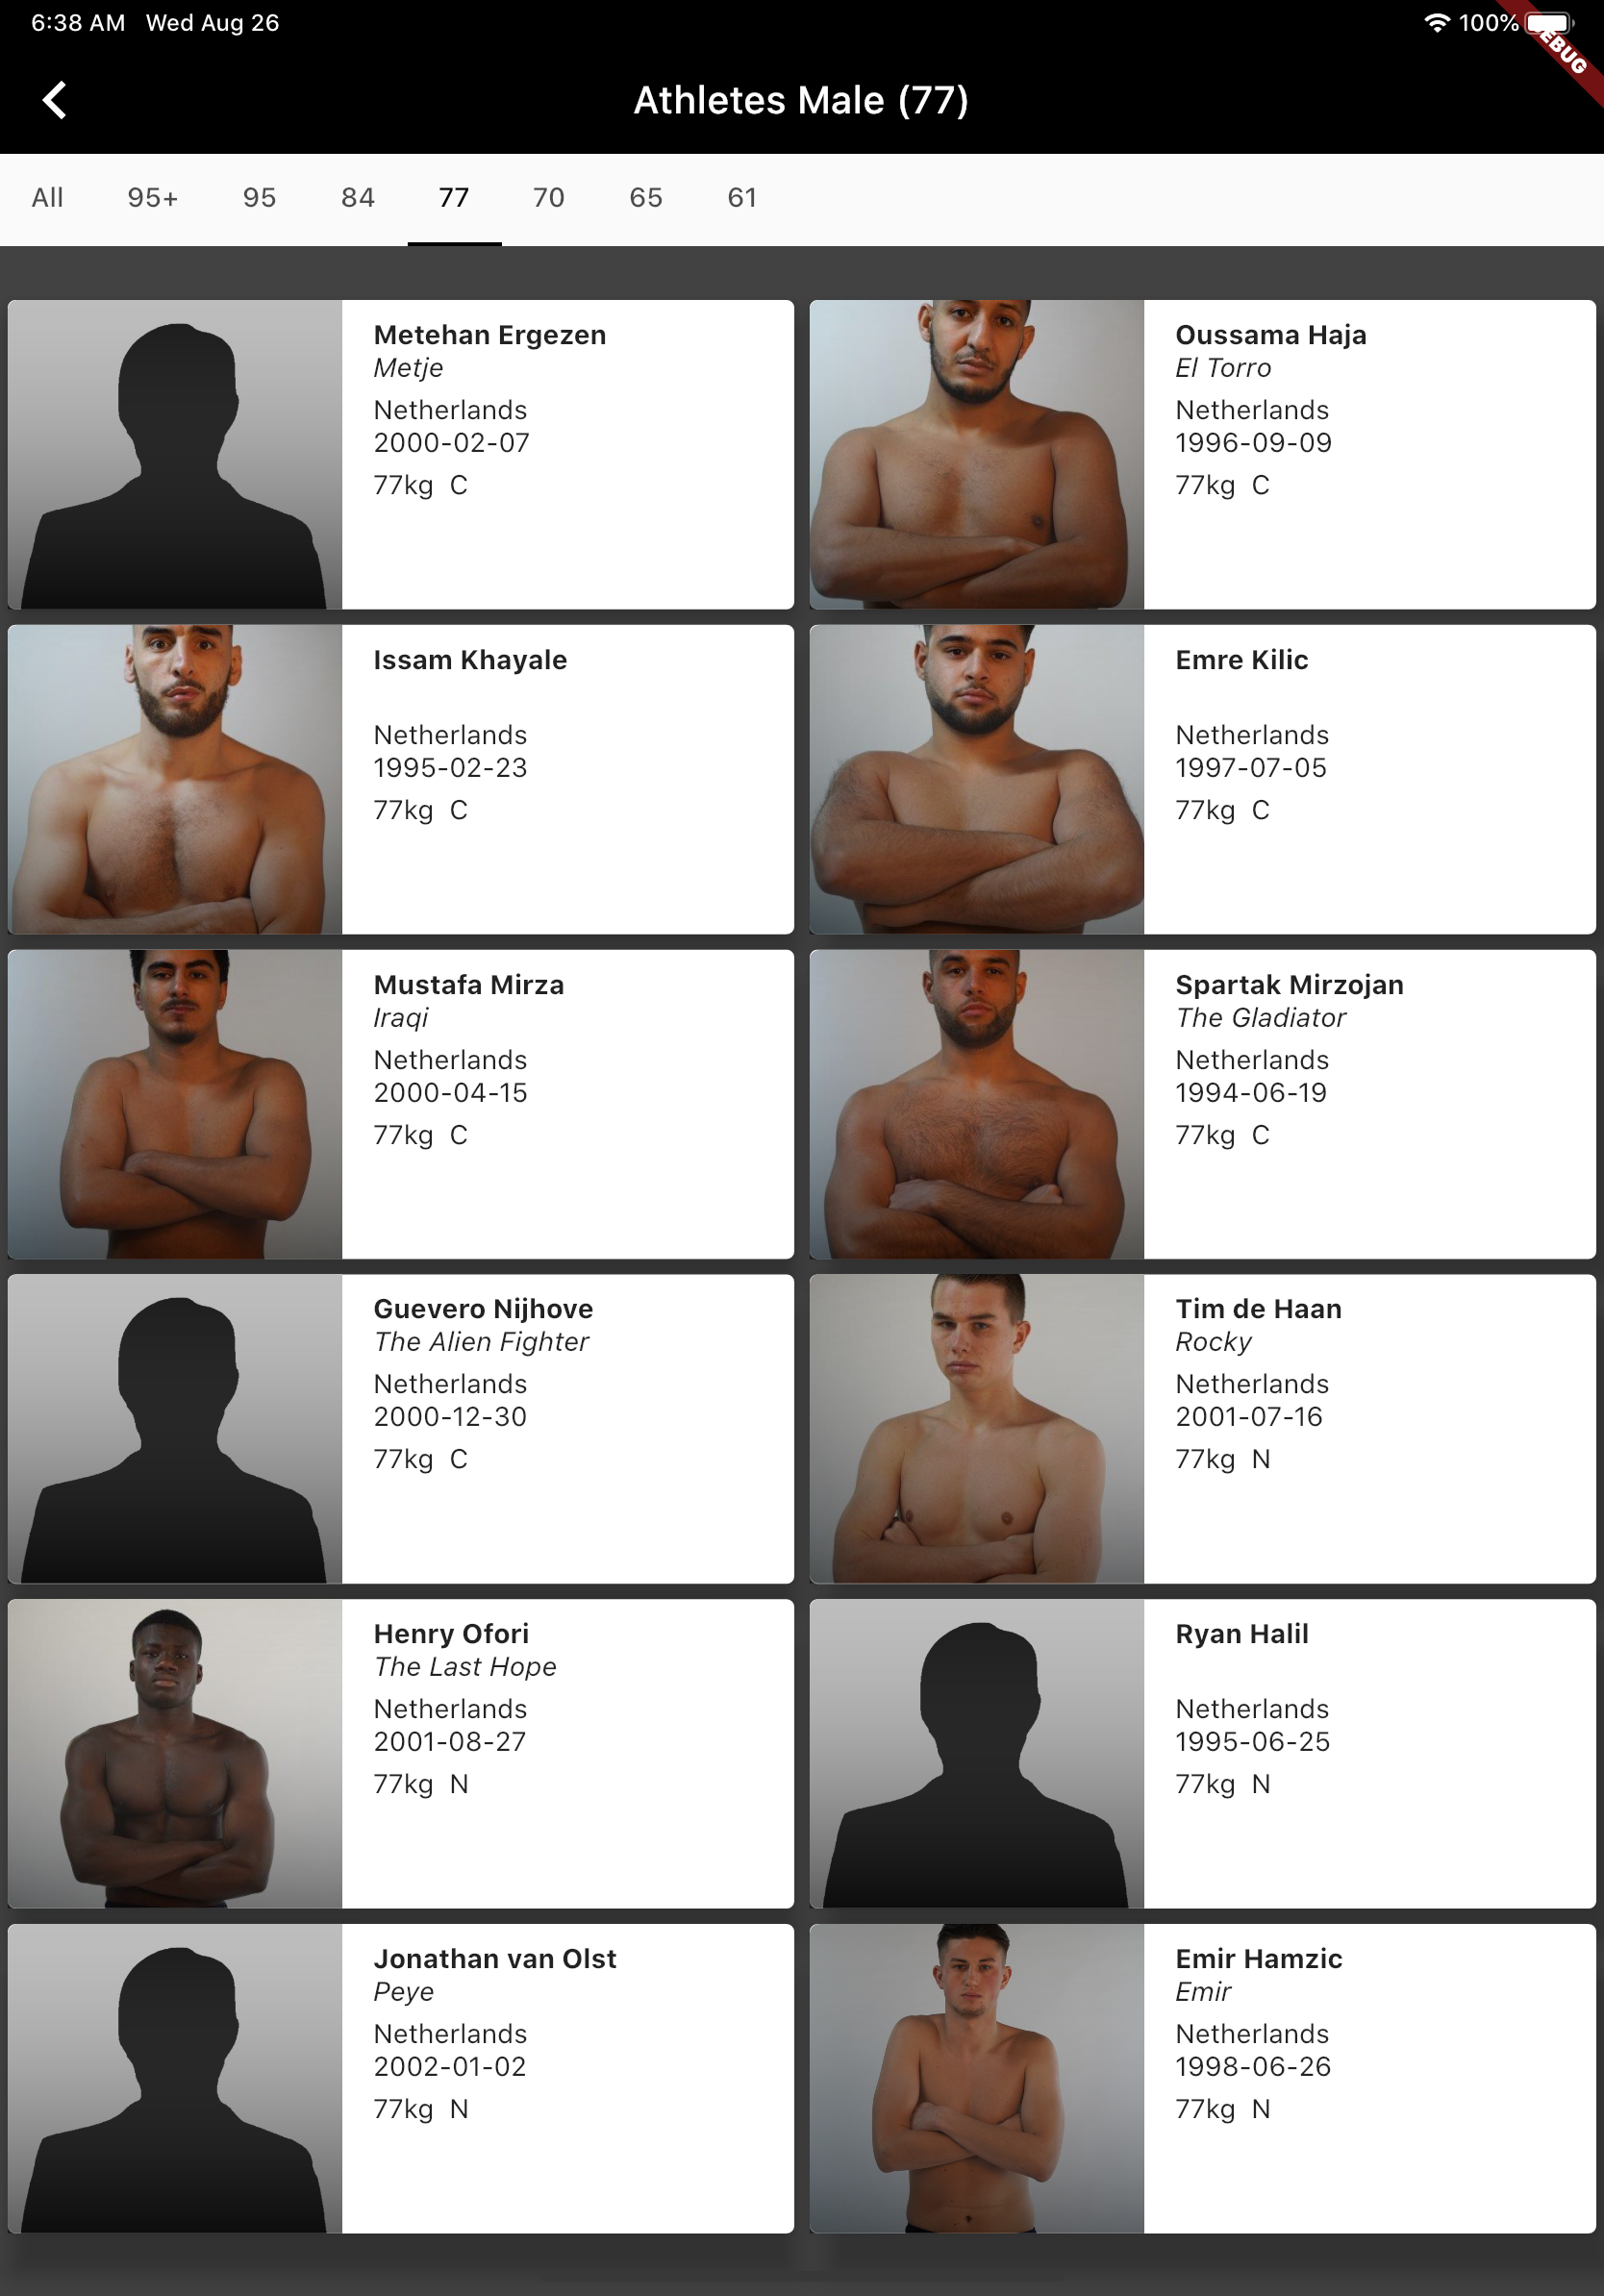 6:38 AM Wed Aug 26
100%
EBUG
Athletes Male (77)
All 95+ 95 84 77 70 65 61
Metehan Ergezen
Metje
Netherlands
2000-02-07
77kg C
Oussama Haja
El Torro
Netherlands
1996-09-09
77kg C
Issam Khayale
Netherlands
1995-02-23
77kg C
Emre Kilic
Netherlands
1997-07-05
77kg C
Mustafa Mirza
Iraqi
Netherlands
2000-04-15
77kg C
Spartak Mirzojan
The Gladiator
Netherlands
1994-06-19
77kg C
Guevero Nijhove
The Alien Fighter
Netherlands
2000-12-30
77kg C
Tim de Haan
Rocky
Netherlands
2001-07-16
77kg N
Henry Ofori
The Last Hope
Netherlands
2001-08-27
77kg N
Ryan Halil
Netherlands
1995-06-25
77kg N
Jonathan van Olst
Peye
Netherlands
2002-01-02
77kg N
Emir Hamzic
Emir
Netherlands
1998-06-26
77kg N